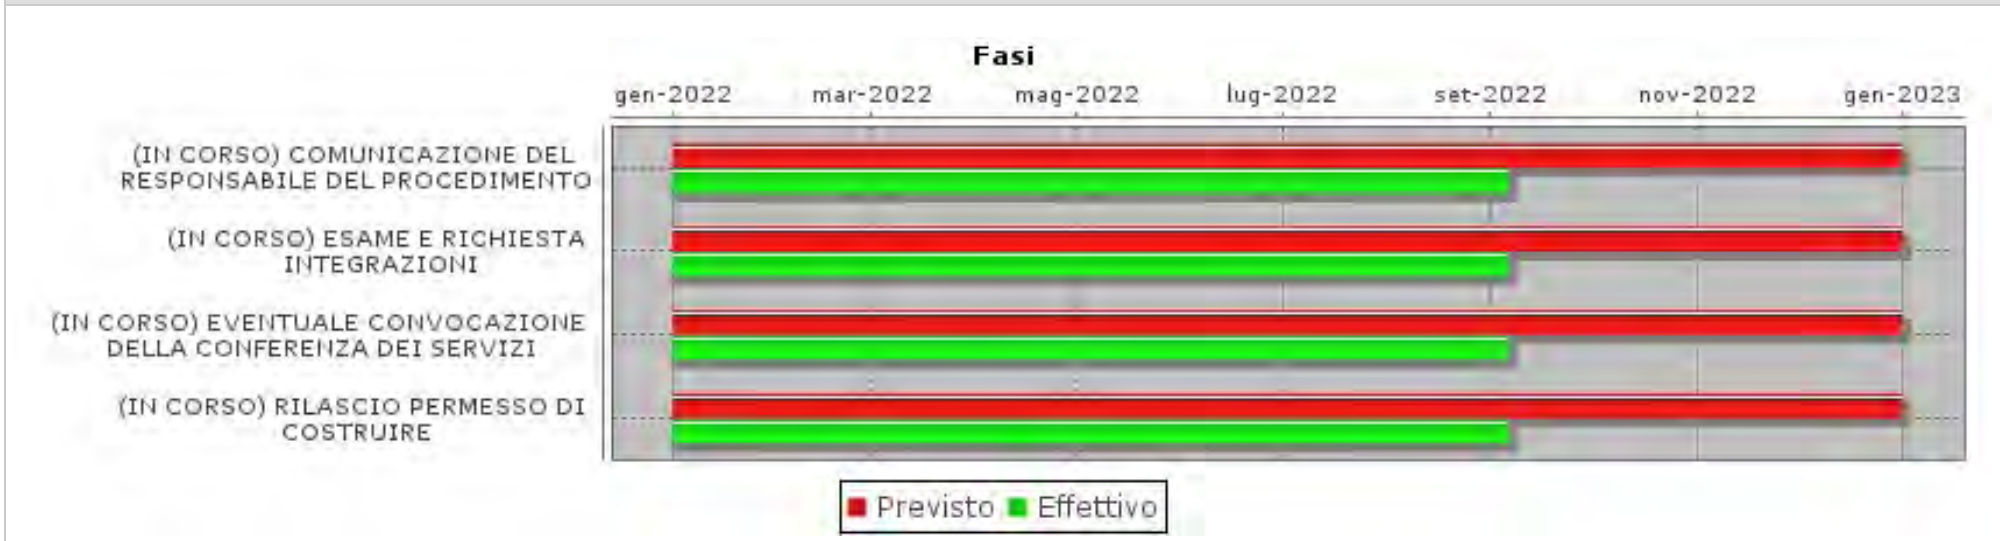 Fasi
gen-2022 mar-2022 mag-2022 lug-2022 set-2022 nov-2022 gen-2023
(IN CORSO) COMUNICAZIONE DEL
RESPONSABILE DEL PROCEDIMENTO
(IN CORSO) ESAME E RICHIESTA
INTEGRAZIONI
(IN CORSO) EVENTUALE CONVOCAZIONE
DELLA CONFERENZA DEI SERVIZI
(IN CORSO) RILASCIO PERMESSO DI
COSTRUIRE
Previsto Effettivo